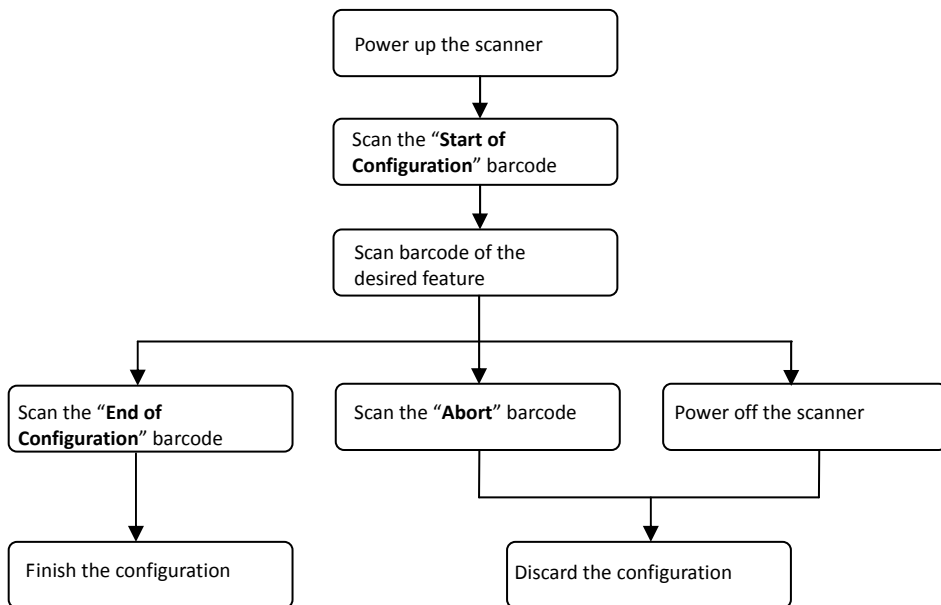 Power up the scanner
Scan the “Start of
Configuration” barcode
Scan barcode of the
desired feature
Scan the “End of
Configuration” barcode
Scan the “Abort” barcode
Power off the scanner
Finish the configuration
Discard the configuration